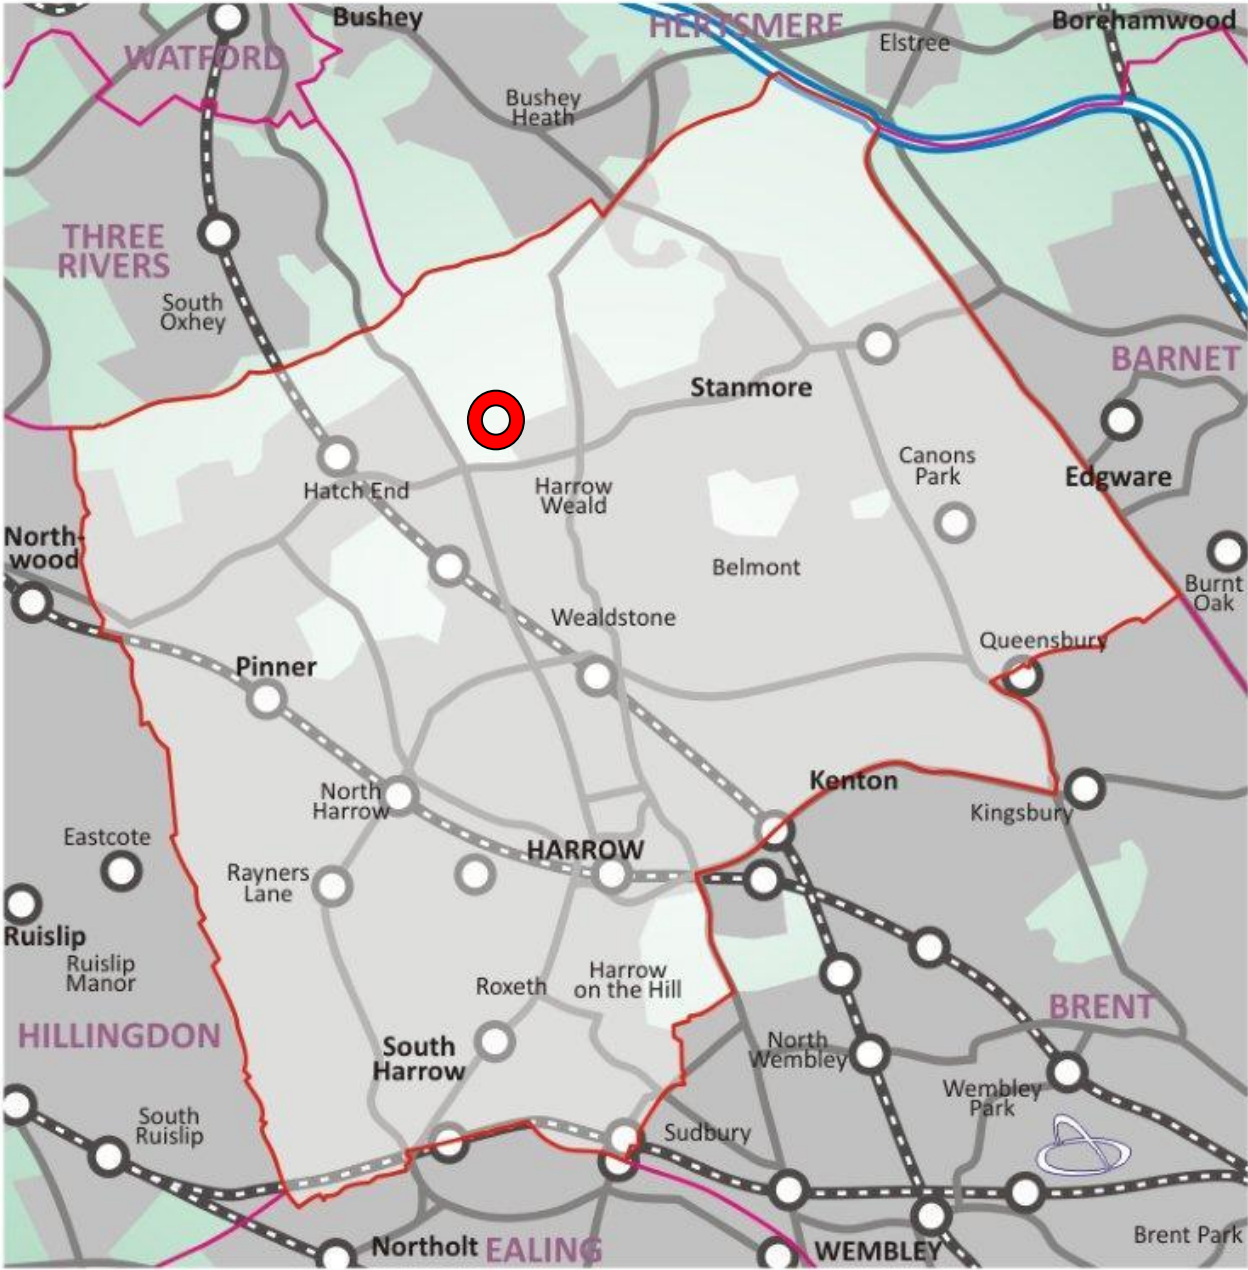 Bushey
HERTSMERE
Borehamwood
WATFORD
Elstree
Bushey
Heath
THREE
RIVERS
South
Oxhey
BARNET
Stanmore
Canons
Park
Edgware
Hatch End
Harrow
Weald
North-
wood
Belmont
Burnt
Oak
Wealdstone
Queensbury
Pinner
Kenton
North
Harrow
Kingsbury
Eastcote
HARROW
Rayners
Lane
Ruislip
Ruislip
Manor
Roxeth
Harrow
on the Hill
HILLINGDON
BRENT
South
Harrow
North
Wembley
Wembley
Park
South
Ruislip
Sudbury
Northolt
EALING
WEMBLEY
Brent Park